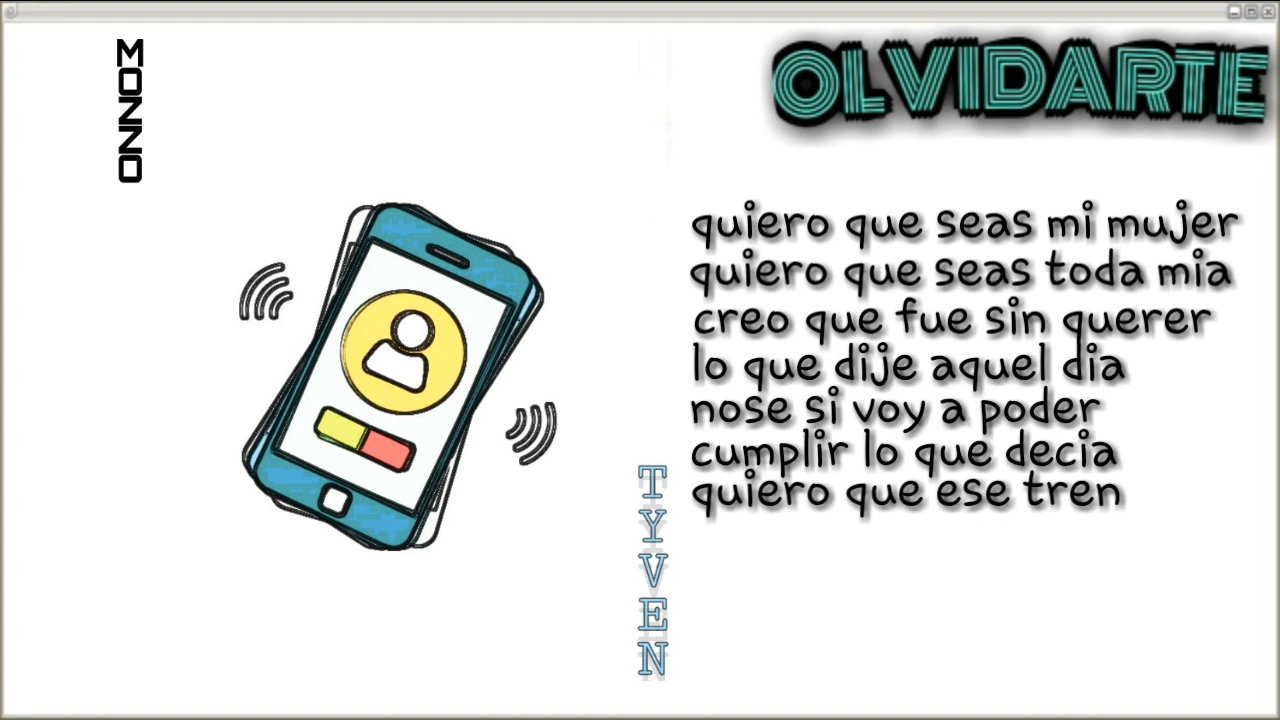 MONNO
OLVIDARTE
quiero que seas mi mujer
quiero que seas toda mia
creo que fue sin querer
lo que dije aquel dia
nose si voy a poder
cumplir lo que decia
quiero que ese tren
TYVEN